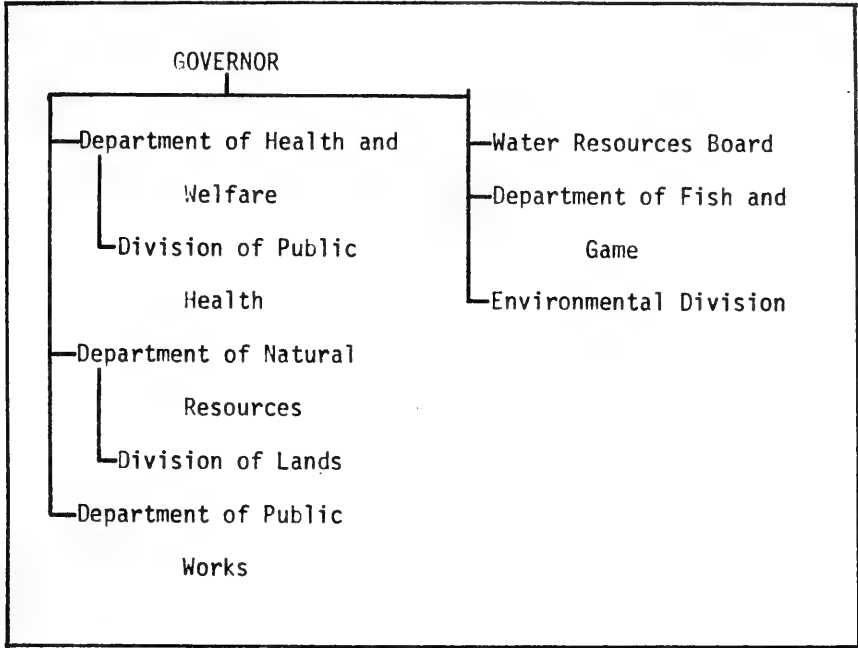 GOVERNOR
Department of Health and
Welfare
Division of Public
Health
Department of Natural
Resources
Division of Lands
Department of Public
Works
Water Resources Board
Department of Fish and
Game
Environmental Division